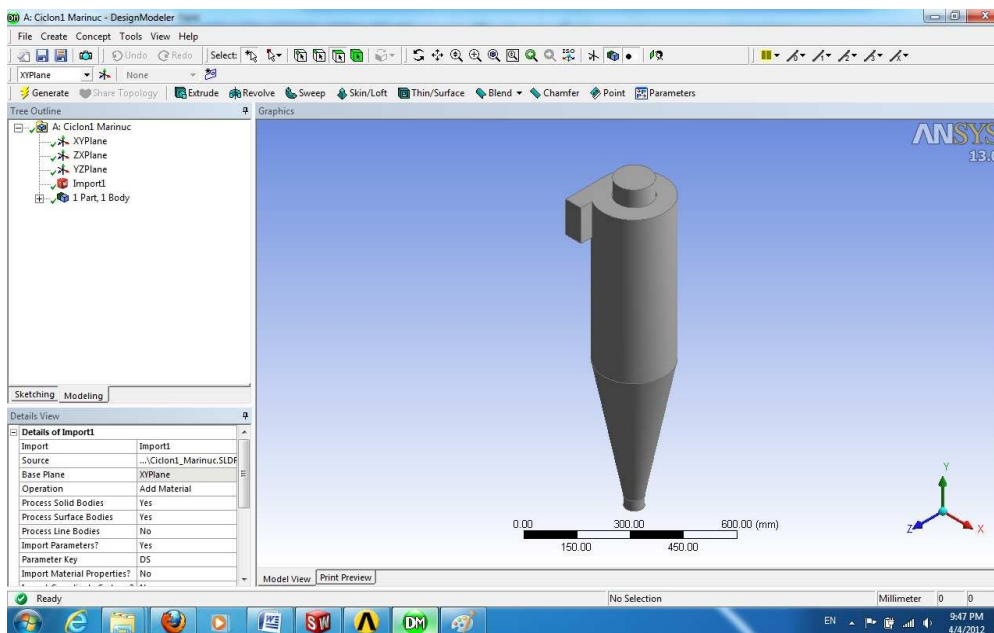 A: Ciclon1 Marinuc - DesignModeler
File Create Concept Tools View Help
Undo Redo Select: ISO
XYPlane None
Generate Share Topology Extrude Revolve Sweep Skin/Loft Thin/Surface Blend Chamfer Point Parameters
Tree Outline
A: Ciclon1 Marinuc
XYPlane
ZXPlane
YZPlane
Import1
1 Part, 1 Body
Sketching Modeling
Details View
Details of Import1
Import Import1
Source ...\Ciclon1_Marinuc.SLDP
Base Plane XYPlane
Operation Add Material
Process Solid Bodies Yes
Process Surface Bodies Yes
Process Line Bodies No
Import Parameters? Yes
Parameter Key DS
Import Material Properties? No
Graphics
ANSYS
13.0
0.00 300.00 600.00 (mm)
150.00 450.00
Y
Z X
Model View Print Preview
Ready No Selection Millimeter 0 0
W SW DM EN 9:47 PM
4/4/2012